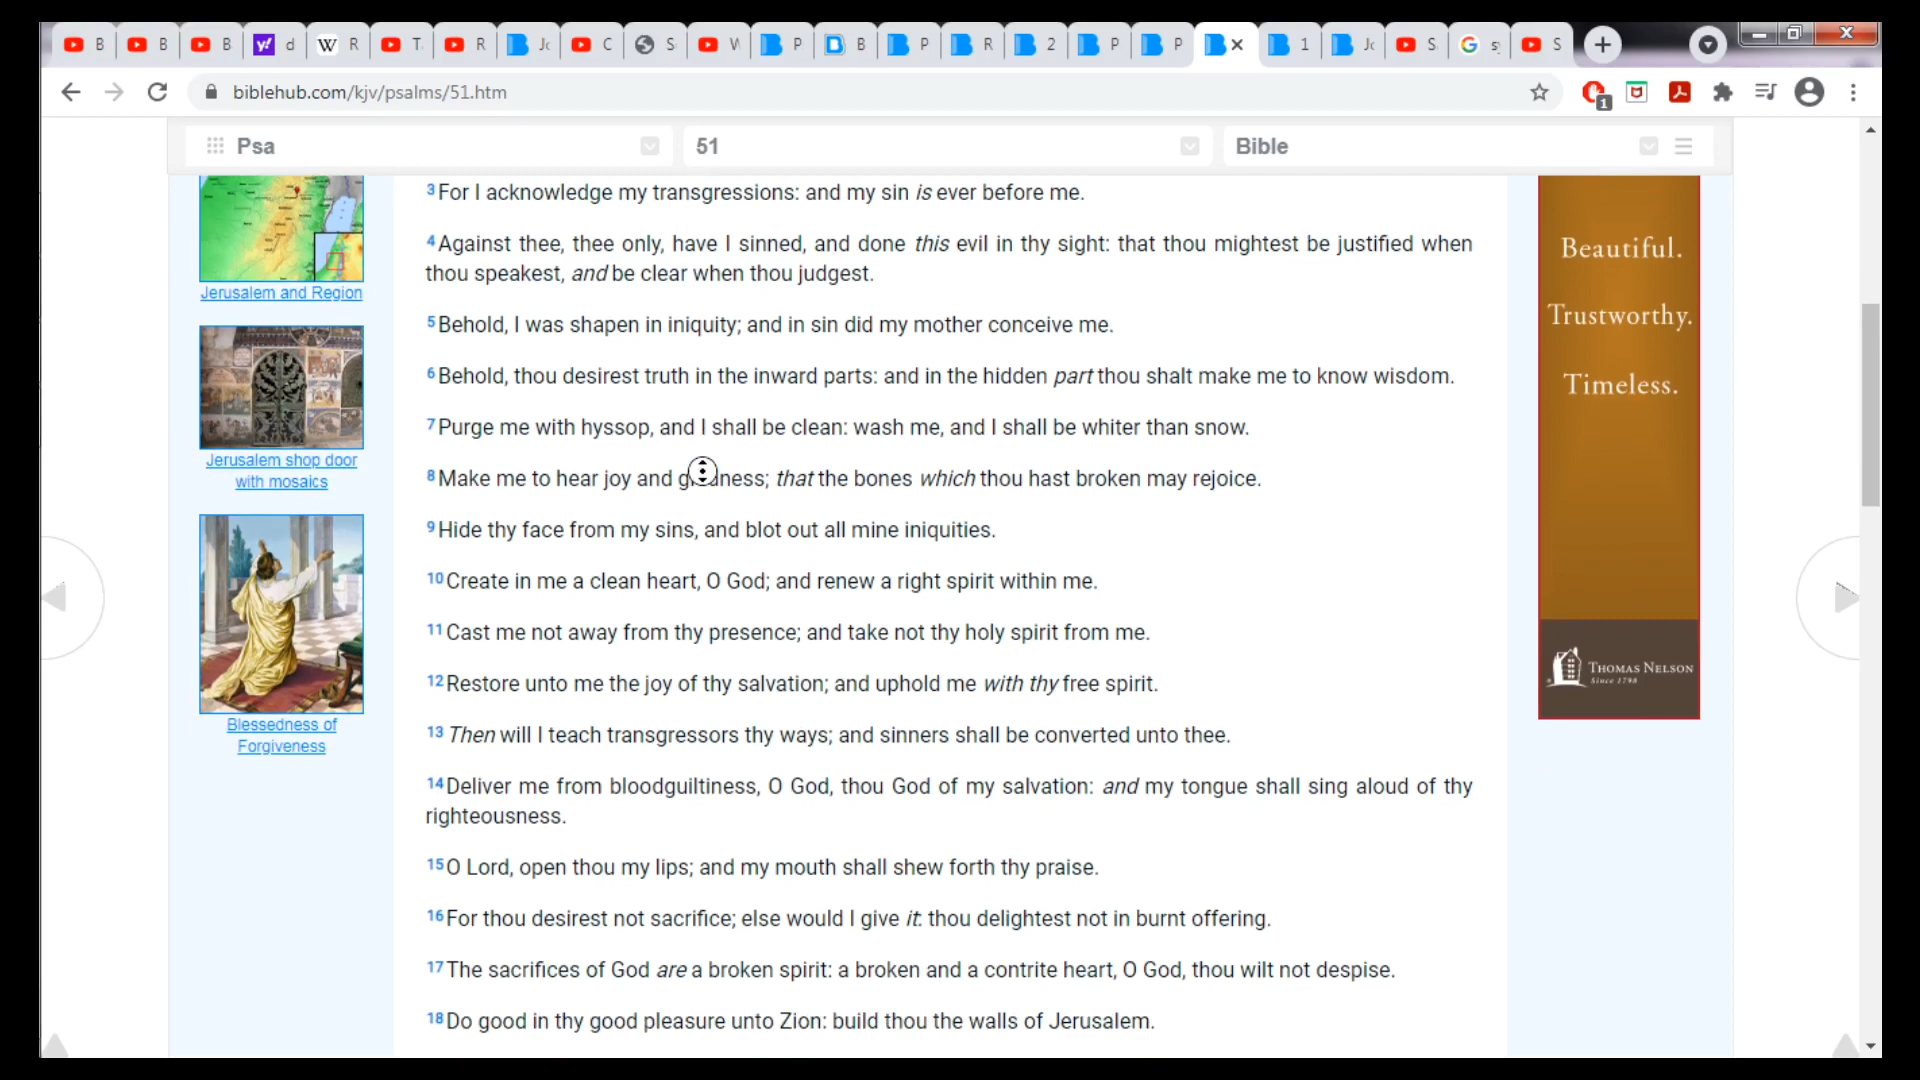 B B B d R T R Jc C S V P B P R 2 P P 1 Jc S sy S
biblehub.com/kjv/psalms/51.htm
1
Psa 51 Bible
3 For I acknowledge my transgressions: and my sin is ever before me.
4 Against thee, thee only, have I sinned, and done this evil in thy sight: that thou mightest be justified when
thou speakest, and be clear when thou judgest.
5 Behold, I was shapen in iniquity; and in sin did my mother conceive me.
6 Behold, thou desirest truth in the inward parts: and in the hidden part thou shalt make me to know wisdom.
7 Purge me with hyssop, and I shall be clean: wash me, and I shall be whiter than snow.
8 Make me to hear joy and gladness; that the bones which thou hast broken may rejoice.
9 Hide thy face from my sins, and blot out all mine iniquities.
10 Create in me a clean heart, O God; and renew a right spirit within me.
11 Cast me not away from thy presence; and take not thy holy spirit from me.
12 Restore unto me the joy of thy salvation; and uphold me with thy free spirit.
13 Then will I teach transgressors thy ways; and sinners shall be converted unto thee.
14 Deliver me from bloodguiltiness, O God, thou God of my salvation: and my tongue shall sing aloud of thy
righteousness.
15 O Lord, open thou my lips; and my mouth shall shew forth thy praise.
16 For thou desirest not sacrifice; else would I give it: thou delightest not in burnt offering.
17 The sacrifices of God are a broken spirit: a broken and a contrite heart, O God, thou wilt not despise.
18 Do good in thy good pleasure unto Zion: build thou the walls of Jerusalem.
Jerusalem and Region
Jerusalem shop door
with mosaics
Blessedness of
Forgiveness
Beautiful.
Trustworthy.
Timeless.
THOMAS NELSON
Since 1798